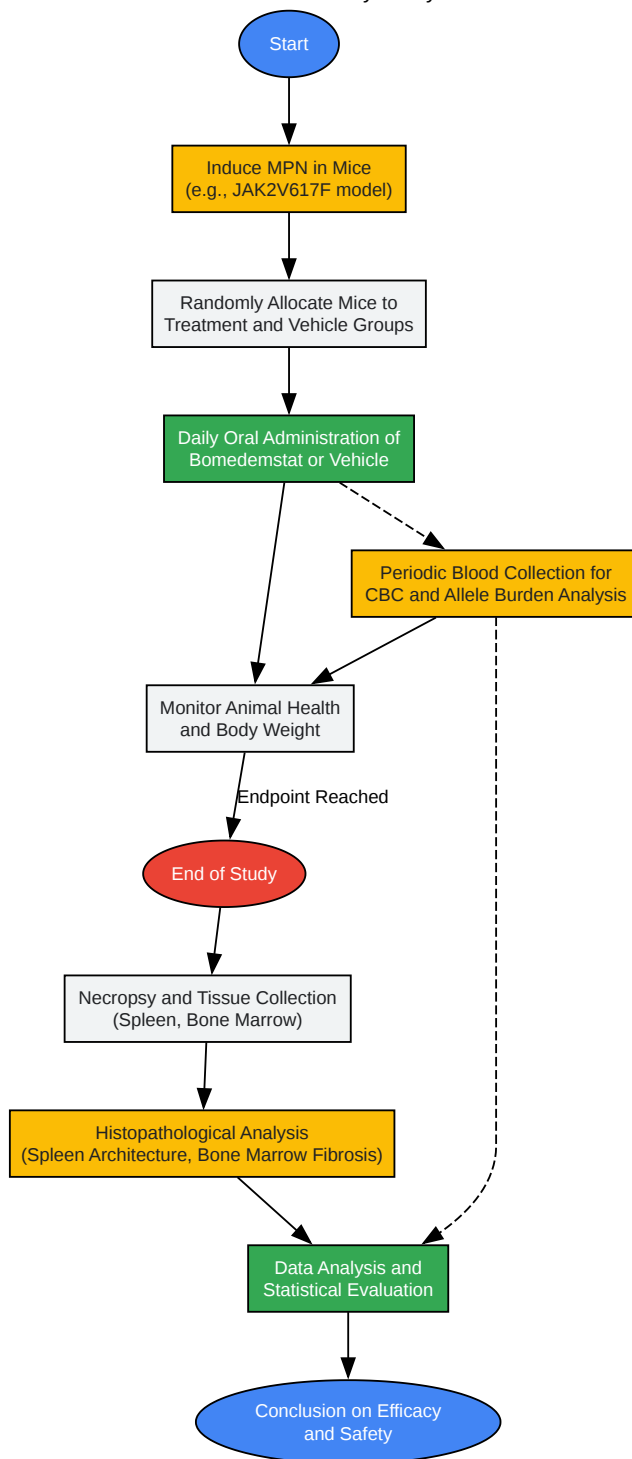 Start
Induce MPN in Mice
(e.g., JAK2V617F model)
Randomly Allocate Mice to
Treatment and Vehicle Groups
Daily Oral Administration of
Bomedemstat or Vehicle
Periodic Blood Collection for
CBC and Allele Burden Analysis
Monitor Animal Health
and Body Weight
Endpoint Reached
End of Study
Necropsy and Tissue Collection
(Spleen, Bone Marrow)
Histopathological Analysis
(Spleen Architecture, Bone Marrow Fibrosis)
Data Analysis and
Statistical Evaluation
Conclusion on Efficacy
and Safety